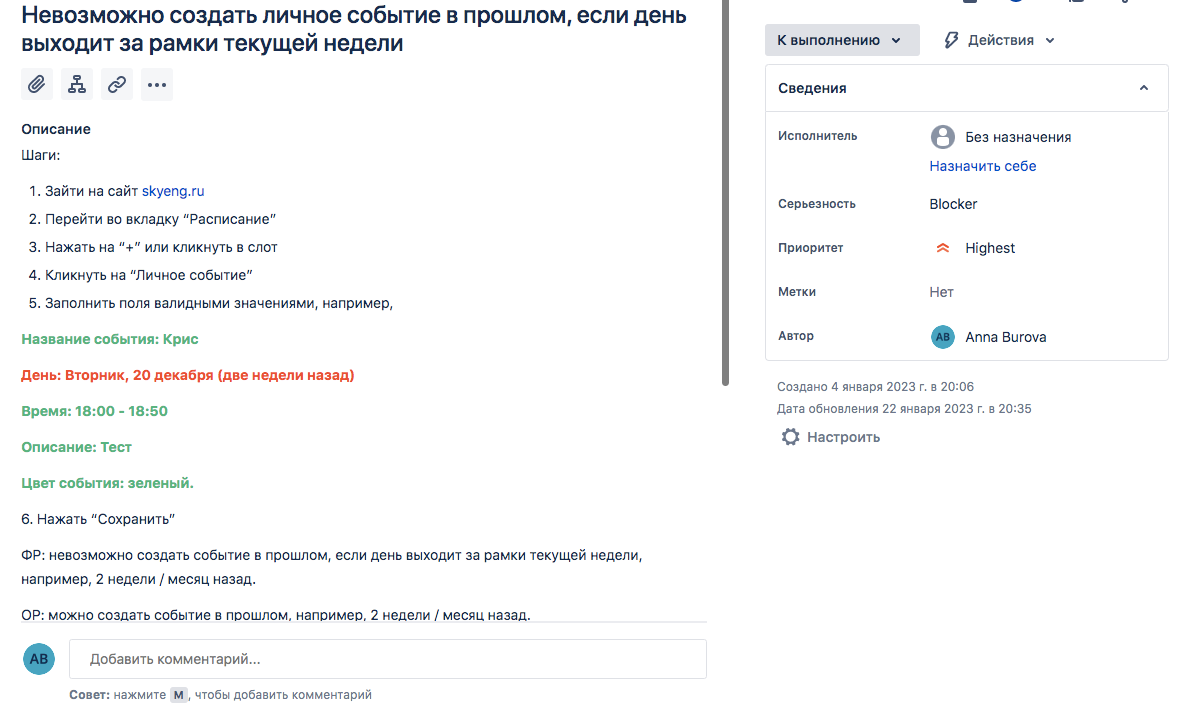 Невозможно создать личное событие в прошлом, если день
выходит за рамки текущей недели
Описание
Шаги:
1. Зайти на сайт skyeng.ru
2. Перейти во вкладку “Расписание”
3. Нажать на “+” или кликнуть в слот
4. Кликнуть на “Личное событие”
5. Заполнить поля валидными значениями, например,
Название события: Крис
День: Вторник, 20 декабря (две недели назад)
Время: 18:00 - 18:50
Описание: Тест
Цвет события: зеленый.
6. Нажать “Сохранить”
ФР: невозможно создать событие в прошлом, если день выходит за рамки текущей недели,
например, 2 недели / месяц назад.
ОР: можно создать событие в прошлом, например, 2 недели / месяц назад.
AB
Добавить комментарий...
Совет: нажмите M, чтобы добавить комментарий
К выполнению
Действия
Сведения
Исполнитель
Без назначения
Назначить себе
Серьезность
Blocker
Приоритет
Highest
Метки
Нет
Автор
AB
Anna Burova
Создано 4 января 2023 г. в 20:06
Дата обновления 22 января 2023 г. в 20:35
Настроить